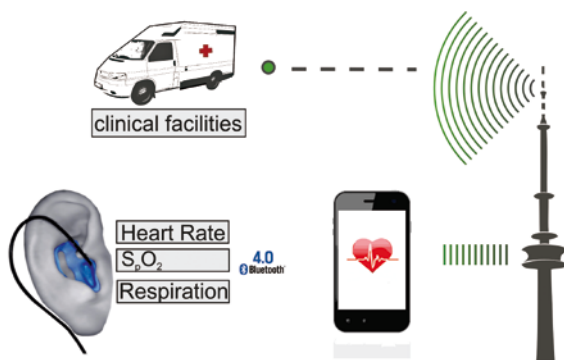 clinical facilities
Heart Rate
SpO2
Respiration
4.0
Bluetooth